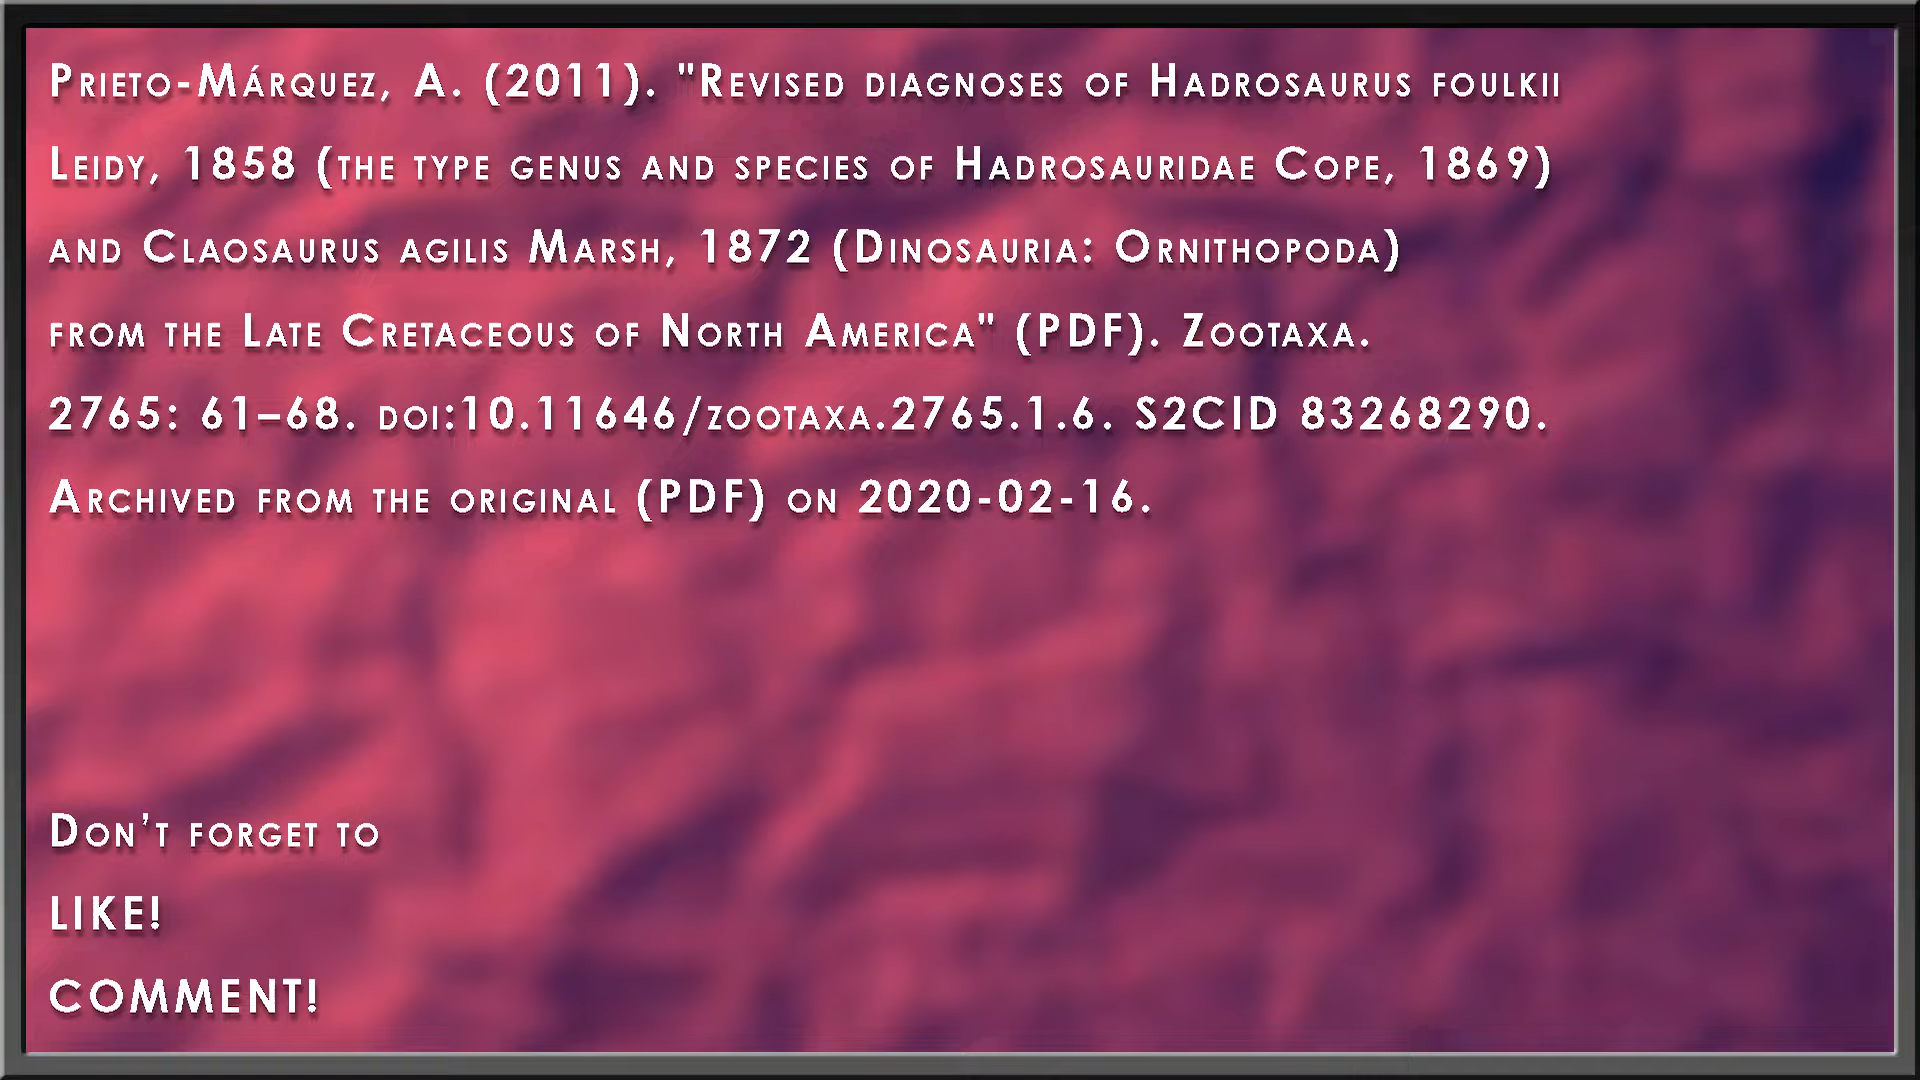 Prieto-Márquez, A. (2011). "Revised diagnoses of Hadrosaurus foulkii
Leidy, 1858 (the type genus and species of Hadrosauridae Cope, 1869)
and Claosaurus agilis Marsh, 1872 (Dinosauria: Ornithopoda)
from the Late Cretaceous of North America" (PDF). Zootaxa.
2765: 61–68. doi:10.11646/zootaxa.2765.1.6. S2CID 83268290.
Archived from the original (PDF) on 2020-02-16.
Don't forget to
LIKE!
COMMENT!